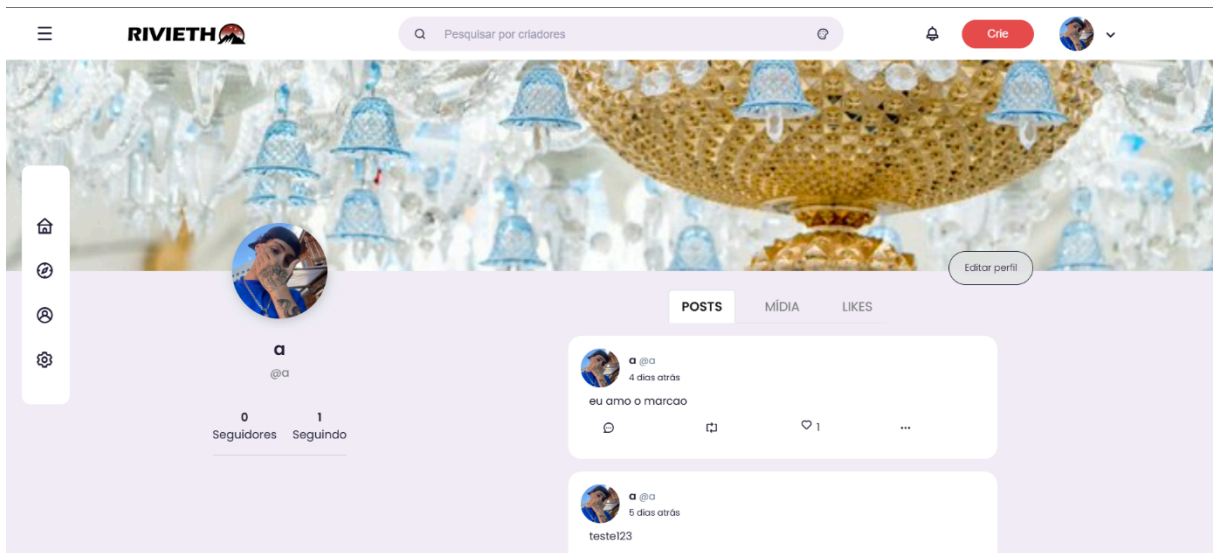 RIVIETH
Pesquisar por criadores
Crie
Editar perfil
POSTS MÍDIA LIKES
a
@a
0 1
Seguidores Seguindo
a @a
4 dias atrás
eu amo o marcao
1
a @a
5 dias atrás
teste123